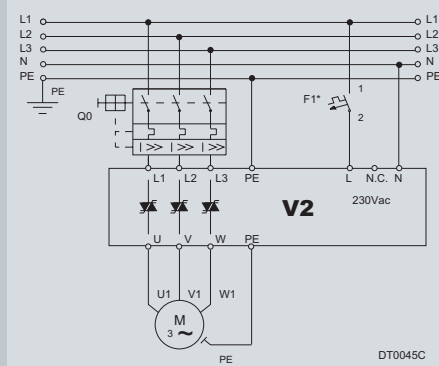 L1 L1
L2 L2
L3 L3
N N
PE PE
PE
Q0
F1*
1
2
I>> I>> I>>
L1 L2 L3 PE L N.C. N
V2
230Vac
U V W PE
U1 V1 W1
M
3 ~
PE
DT0045C